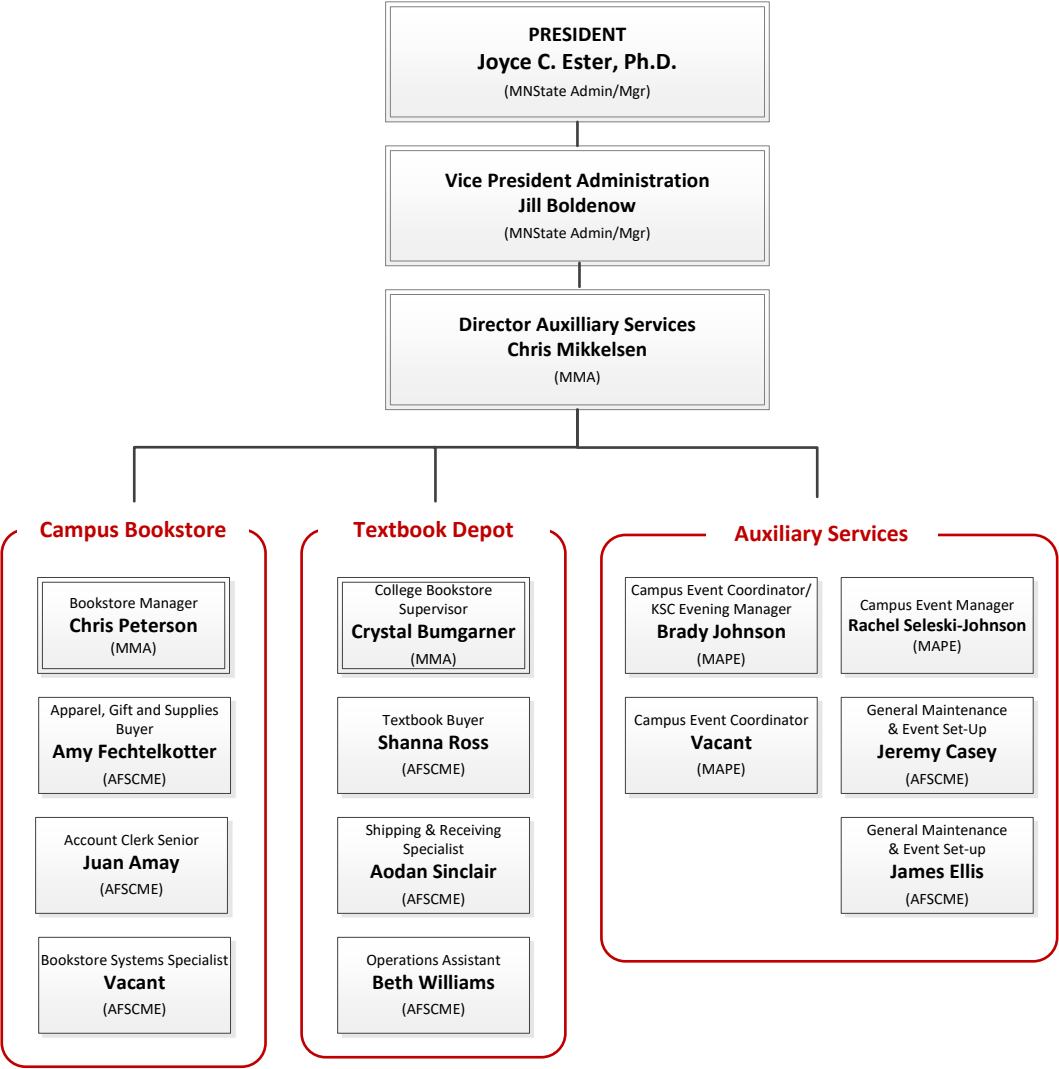 PRESIDENT
Joyce C. Ester, Ph.D.
(MNState Admin/Mgr)
Vice President Administration
Jill Boldenow
(MNState Admin/Mgr)
Director Auxilliary Services
Chris Mikkelsen
(MMA)
Campus Bookstore
Bookstore Manager
Chris Peterson
(MMA)
Apparel, Gift and Supplies
Buyer
Amy Fechtelkotter
(AFSCME)
Account Clerk Senior
Juan Amay
(AFSCME)
Bookstore Systems Specialist
Vacant
(AFSCME)
Textbook Depot
College Bookstore
Supervisor
Crystal Bumgarner
(MMA)
Textbook Buyer
Shanna Ross
(AFSCME)
Shipping & Receiving
Specialist
Aodan Sinclair
(AFSCME)
Operations Assistant
Beth Williams
(AFSCME)
Auxiliary Services
Campus Event Coordinator/
KSC Evening Manager
Brady Johnson
(MAPE)
Campus Event Coordinator
Vacant
(MAPE)
Campus Event Manager
Rachel Seleski-Johnson
(MAPE)
General Maintenance
& Event Set-Up
Jeremy Casey
(AFSCME)
General Maintenance
& Event Set-up
James Ellis
(AFSCME)